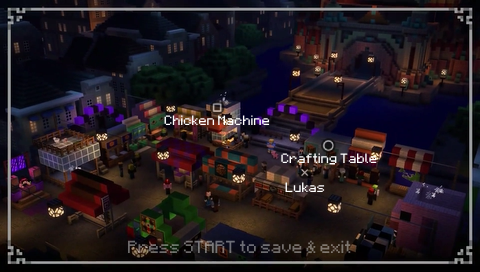 Chicken Machine
Crafting Table
Lukas
Press START to save & exit